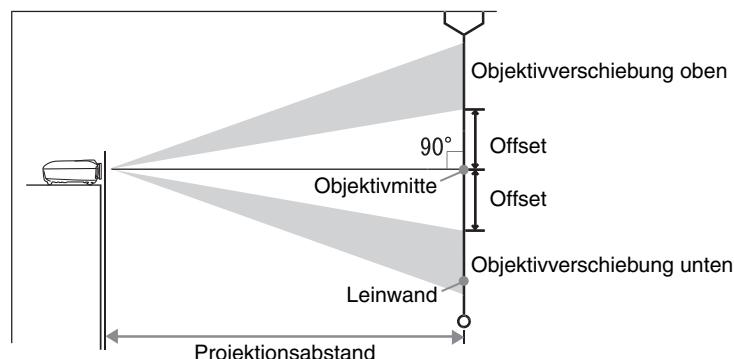 Objektivverschiebung oben
90°
Offset
Objektivmitte
Offset
Objektivverschiebung unten
Leinwand
Projektionsabstand